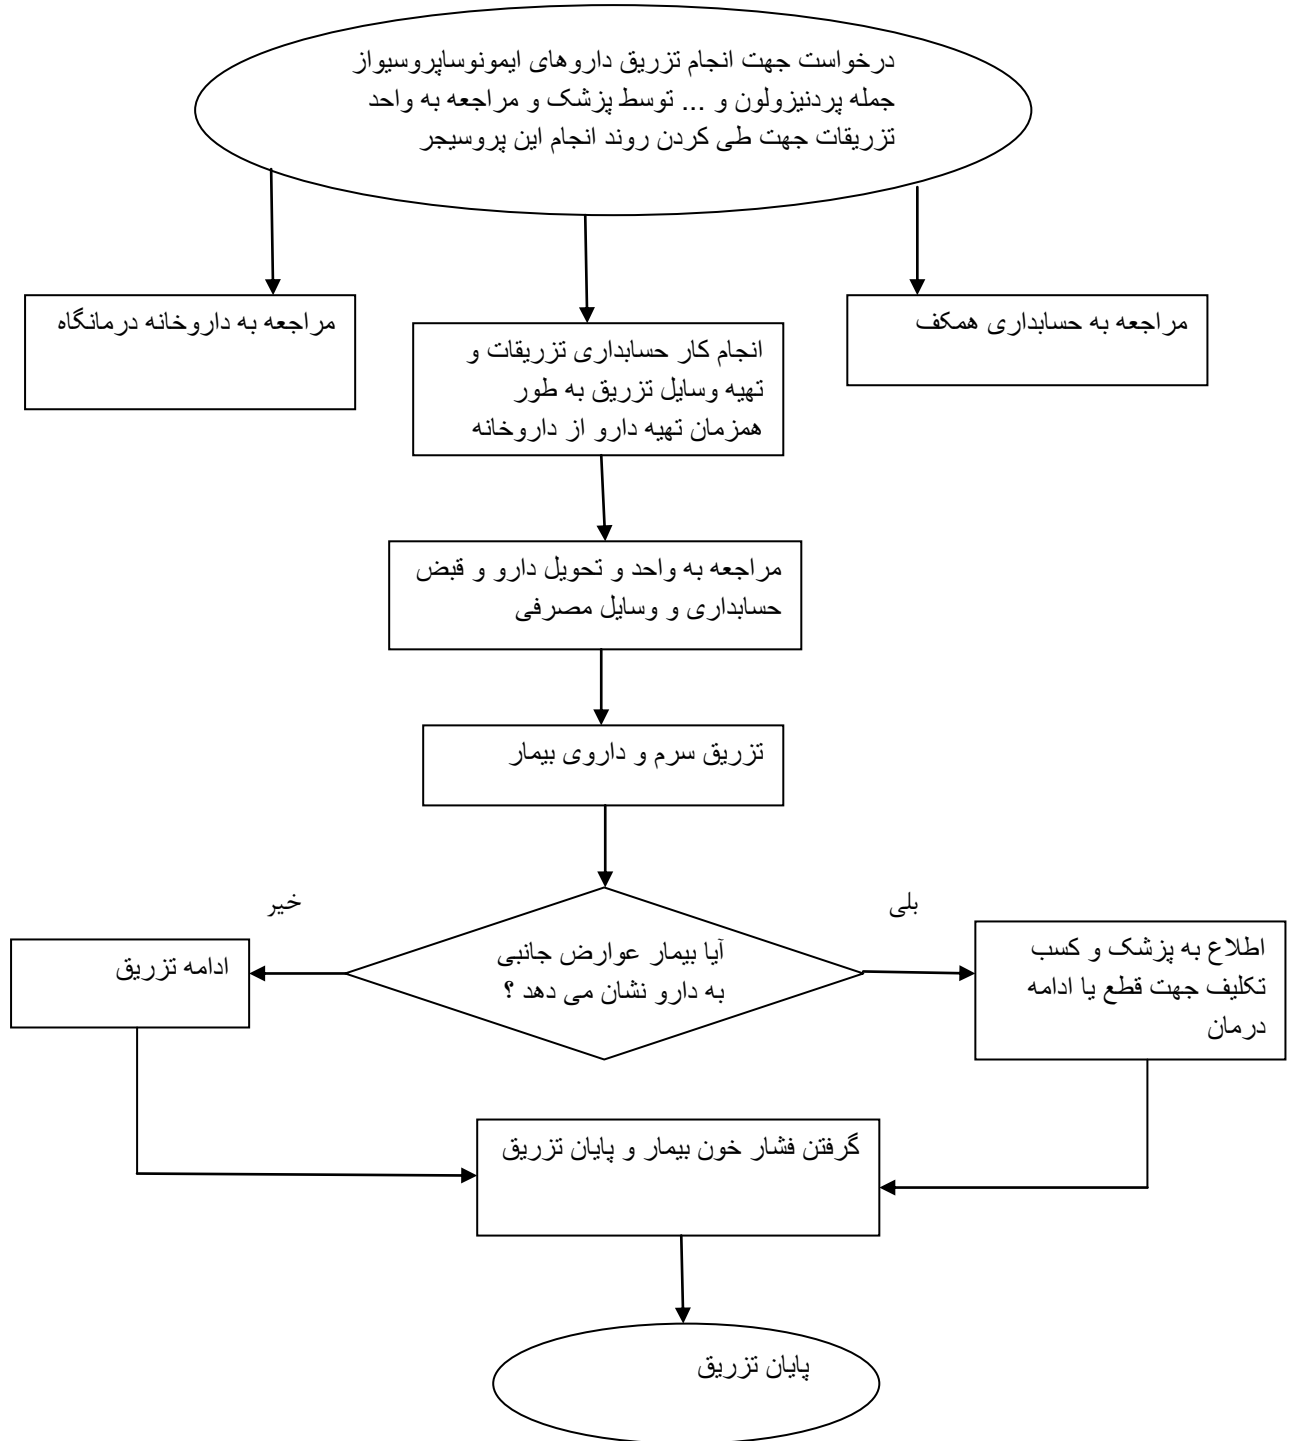 درخواست جهت انجام تزریق داروهای ایمونوساپروسیواز
جمله پردنیزولون و ... توسط پزشک و مراجعه به واحد
تزریقات جهت طی کردن روند انجام این پروسیجر
مراجعه به حسابداری همکف
انجام کار حسابداری تزریقات و
تهیه وسایل تزریق به طور
همزمان تهیه دارو از داروخانه
مراجعه به داروخانه درمانگاه
مراجعه به واحد و تحویل دارو و قبض
حسابداری و وسایل مصرفی
تزریق سرم و داروی بیمار
بلی
خیر
اطلاع به پزشک و کسب
تکلیف جهت قطع یا ادامه
درمان
آیا بیمار عوارض جانبی
به دارو نشان می دهد ؟
ادامه تزریق
گرفتن فشار خون بیمار و پایان تزریق
پایان تزریق